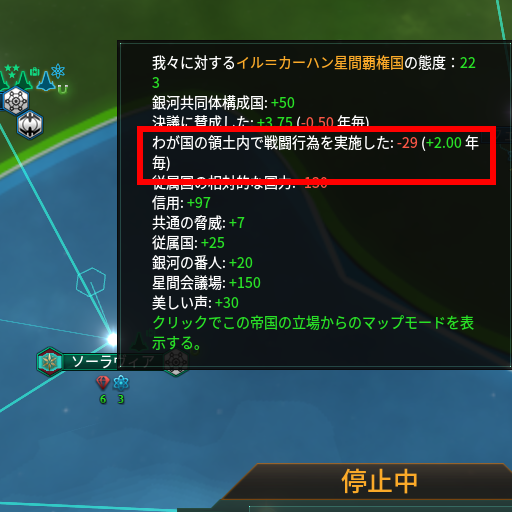 我々に対するイル＝カーハン星間覇権国の態度：22
3
銀河共同体構成国: +50
決議に賛成した: +3.75 (-0.50 年毎)
わが国の領土内で戦闘行為を実施した: -29 (+2.00 年
毎)
従属国の相対的な国力: -130
信用: +97
共通の脅威: +7
従属国: +25
銀河の番人: +20
星間会議場: +150
美しい声: +30
クリックでこの帝国の立場からのマップモードを表
示する。
ソーラヴィア
6 3
停止中